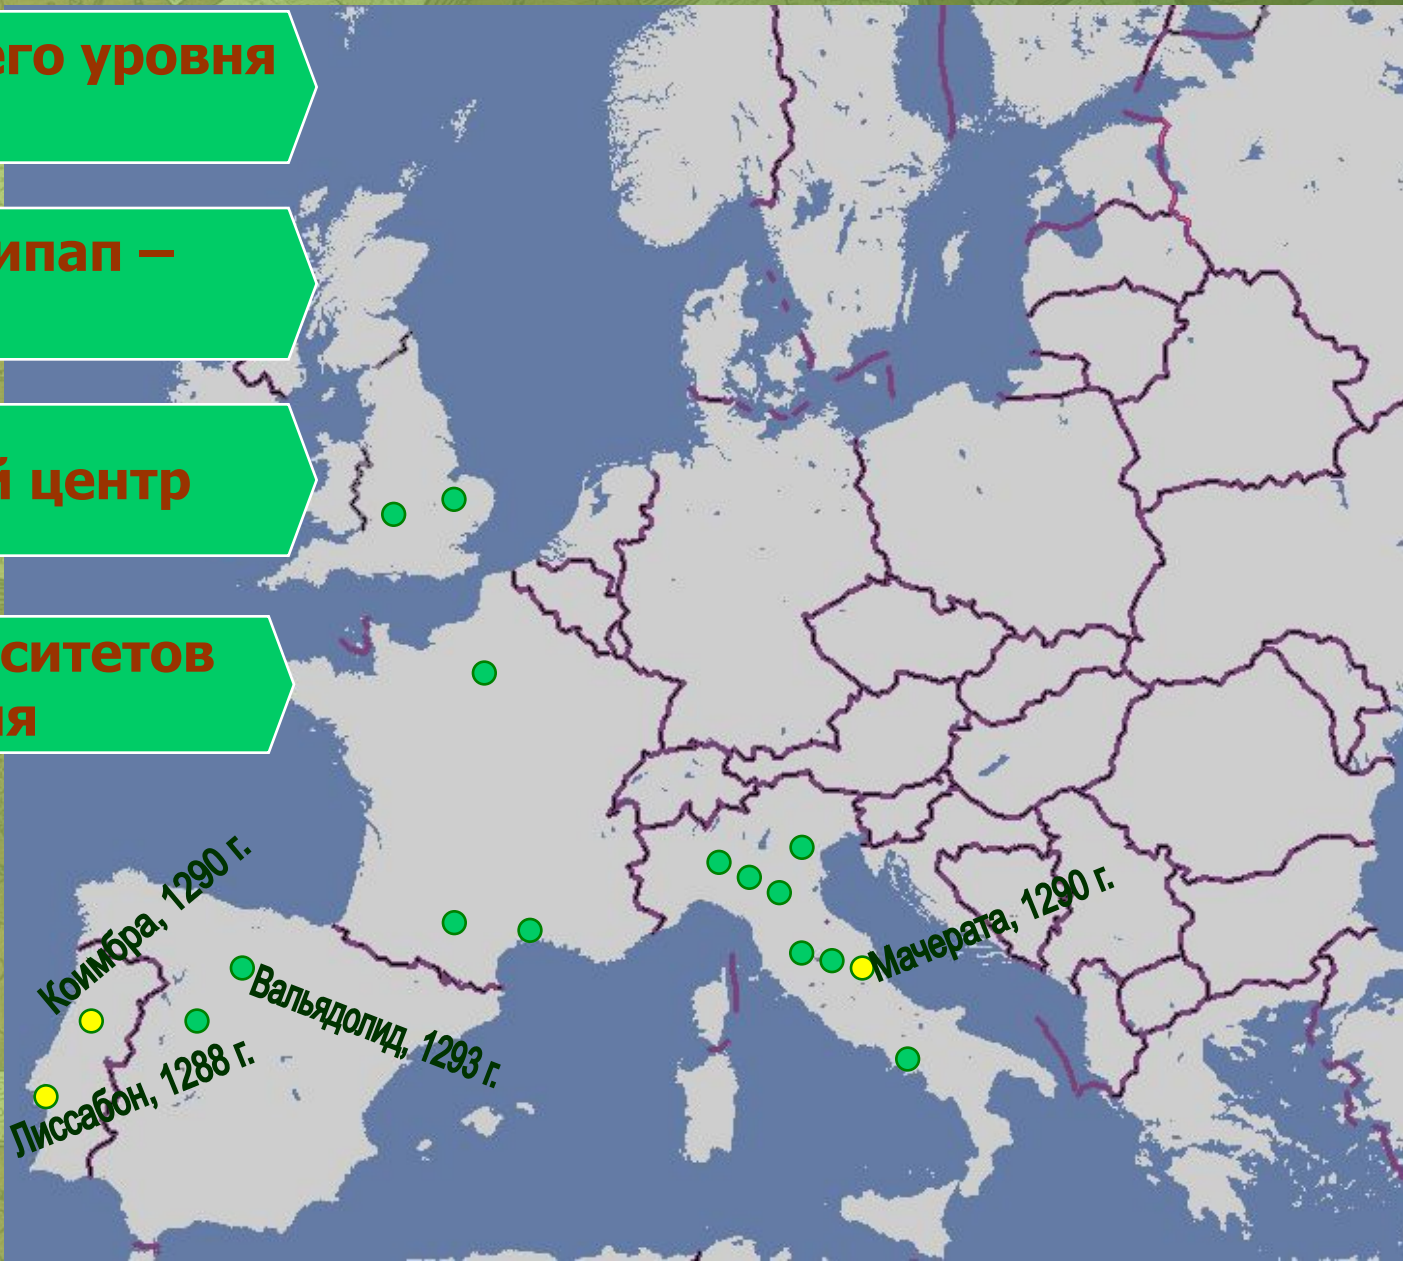 его уровня
ипап –
й центр
ситетов
ия
Коимбра, 1290 г.
Вальядолид, 1293 г.
Лиссабон, 1288 г.
Мачерата, 1290 г.